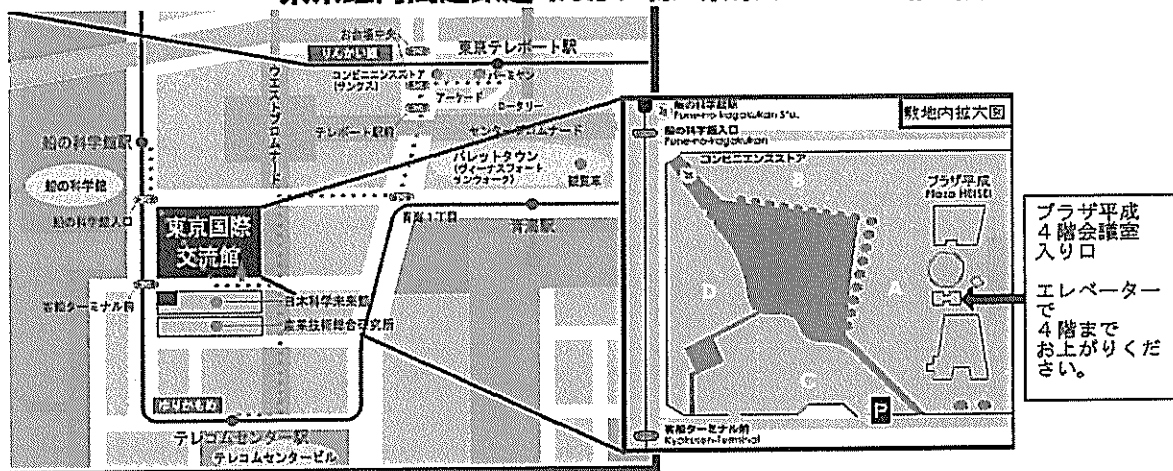 お台場中央
りんかい線
東京テレポート駅
コンビニエンスストア
(サンクス)
バーミヤン
アーケード
ロータリー
ウエストプロムナード
テレポート駅前
センタープロムナード
船の科学館駅
パレットタウン
(ヴィーナスフォート
サンウォーク)
観覧車
船の科学館
船の科学館入口
青海1丁目
青海駅
東京国際
交流館
客船ターミナル前
日本科学未来館
産業技術総合研究所
ゆりかもめ
テレコムセンター駅
テレコムセンタービル
敷地内拡大図
船の科学館駅
Fune-no-kagakukan Sta.
船の科学館入口
Fune-no-kagakukan
コンビニエンスストア
プラザ平成
Plaza HEISEI
B
A
D
C
P
客船ターミナル前
Kyakusen-Terminal
プラザ平成
4階会議室
入り口
エレベーター
で
4階まで
お上がりくだ
さい。